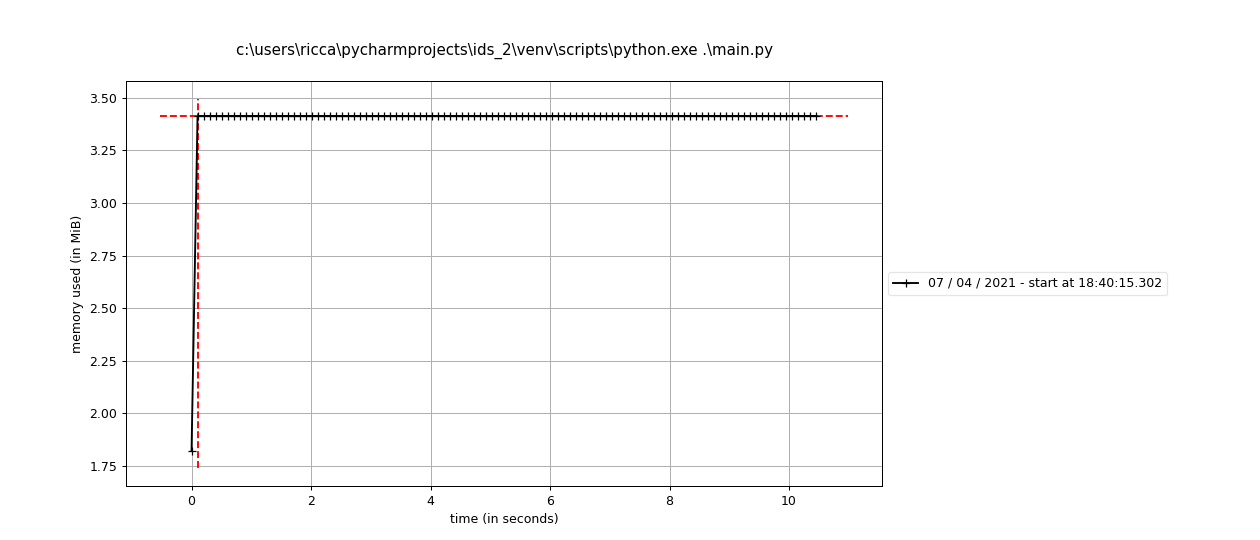 c:\users\ricca\pycharmprojects\ids_2\venv\scripts\python.exe .\main.py
3.50
3.25
3.00
2.75
2.50
2.25
2.00
1.75
memory used (in MiB)
0 2 4 6 8 10
time (in seconds)
07 / 04 / 2021 - start at 18:40:15.302